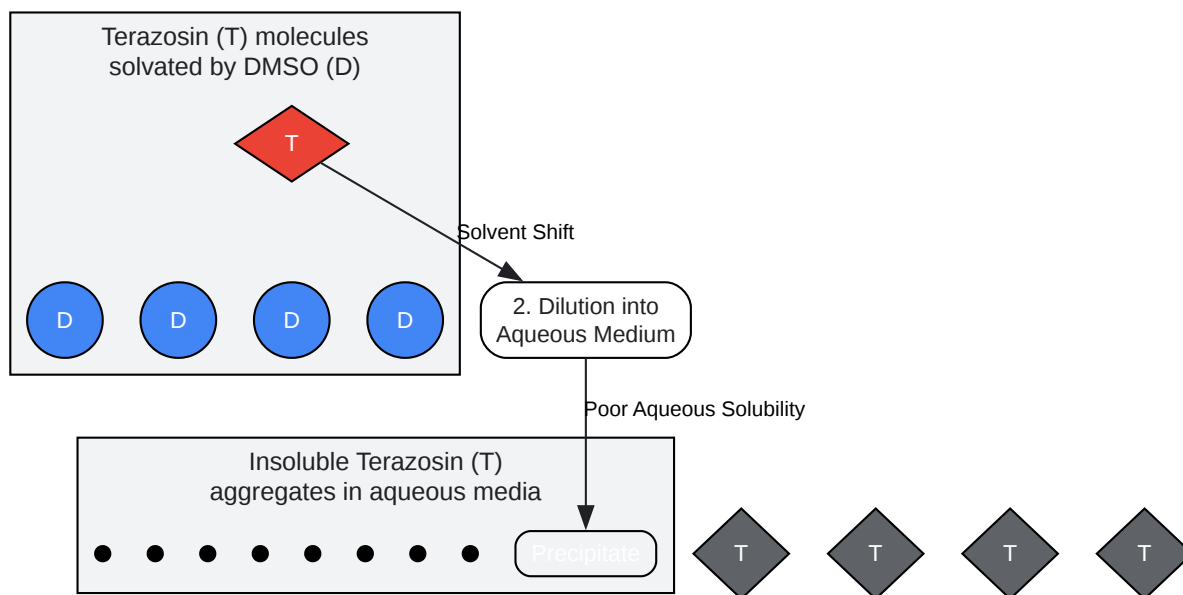 Terazosin (T) molecules
solvated by DMSO (D)
T
Solvent Shift
D D D D
2. Dilution into
Aqueous Medium
Poor Aqueous Solubility
Insoluble Terazosin (T)
aggregates in aqueous media
Precipitate
T T T T